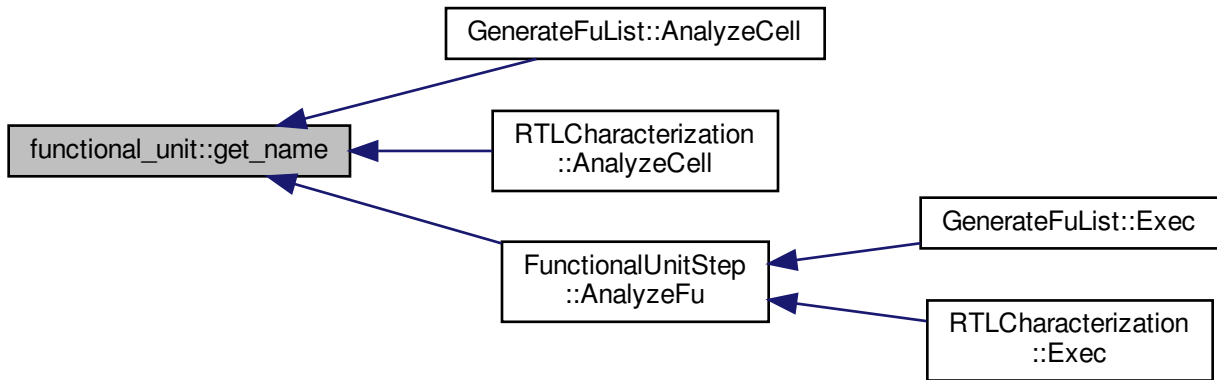 GenerateFuList::AnalyzeCell
functional_unit::get_name
RTLCharacterization
::AnalyzeCell
FunctionalUnitStep
::AnalyzeFu
GenerateFuList::Exec
RTLCharacterization
::Exec